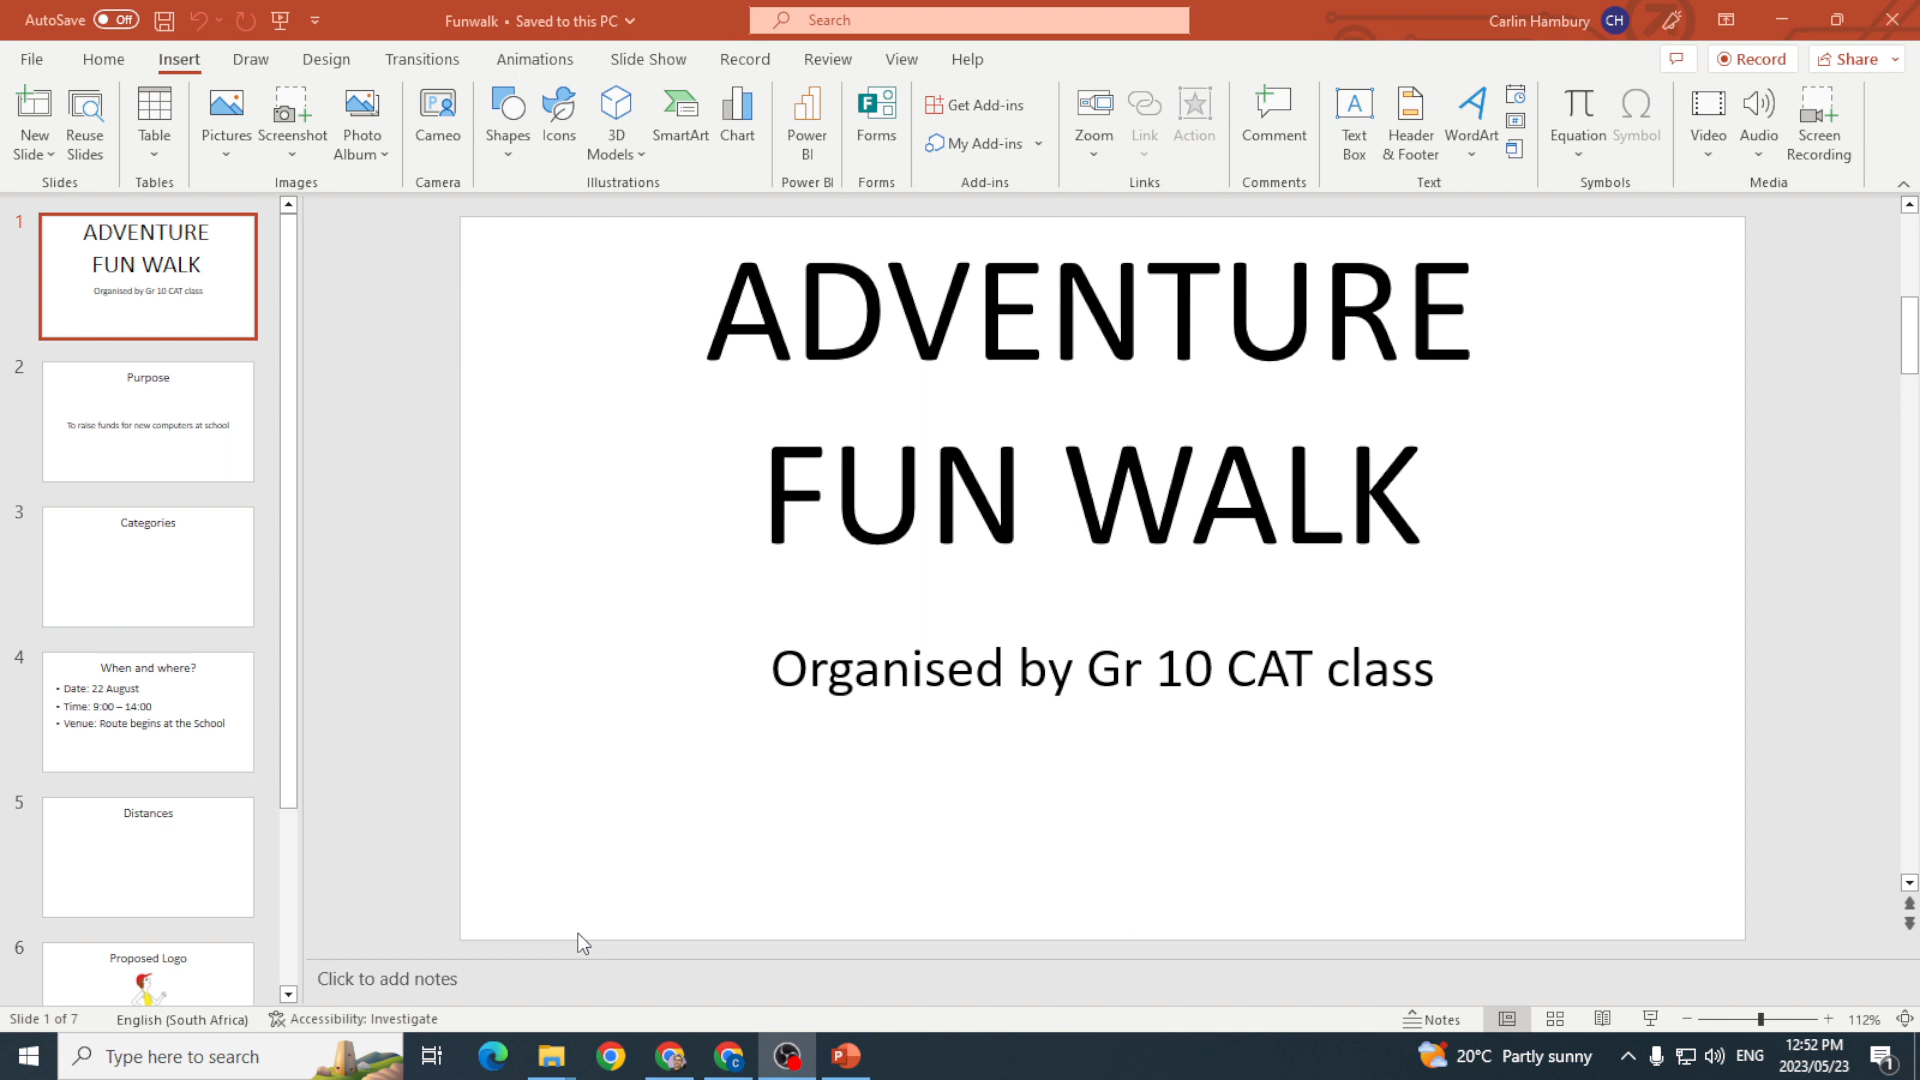 AutoSave Off
Funwalk • Saved to this PC
Search
Carlin Hambury CH
File Home Insert Draw Design Transitions Animations Slide Show Record Review View Help
Record Share
New Slide
Reuse Slides
Table
Pictures
Screenshot
Photo Album
Cameo
Shapes
Icons
3D Models
SmartArt
Chart
Power BI
Forms
Get Add-ins
My Add-ins
Zoom
Link
Action
Comment
Text Box
Header & Footer
WordArt
Equation
Symbol
Video
Audio
Screen Recording
Slides Tables Images Camera Illustrations Power BI Forms Add-ins Links Comments Text Symbols Media
1
ADVENTURE
FUN WALK
Organised by Gr 10 CAT class
2
Purpose
To raise funds for new computers at school
3
Categories
4
When and where?
• Date: 22 August
• Time: 9:00 – 14:00
• Venue: Route begins at the School
5
Distances
6
Proposed Logo
ADVENTURE
FUN WALK
Organised by Gr 10 CAT class
Click to add notes
Slide 1 of 7 English (South Africa) Accessibility: Investigate
Notes
112%
Type here to search
20°C Partly sunny
ENG
12:52 PM
2023/05/23
1